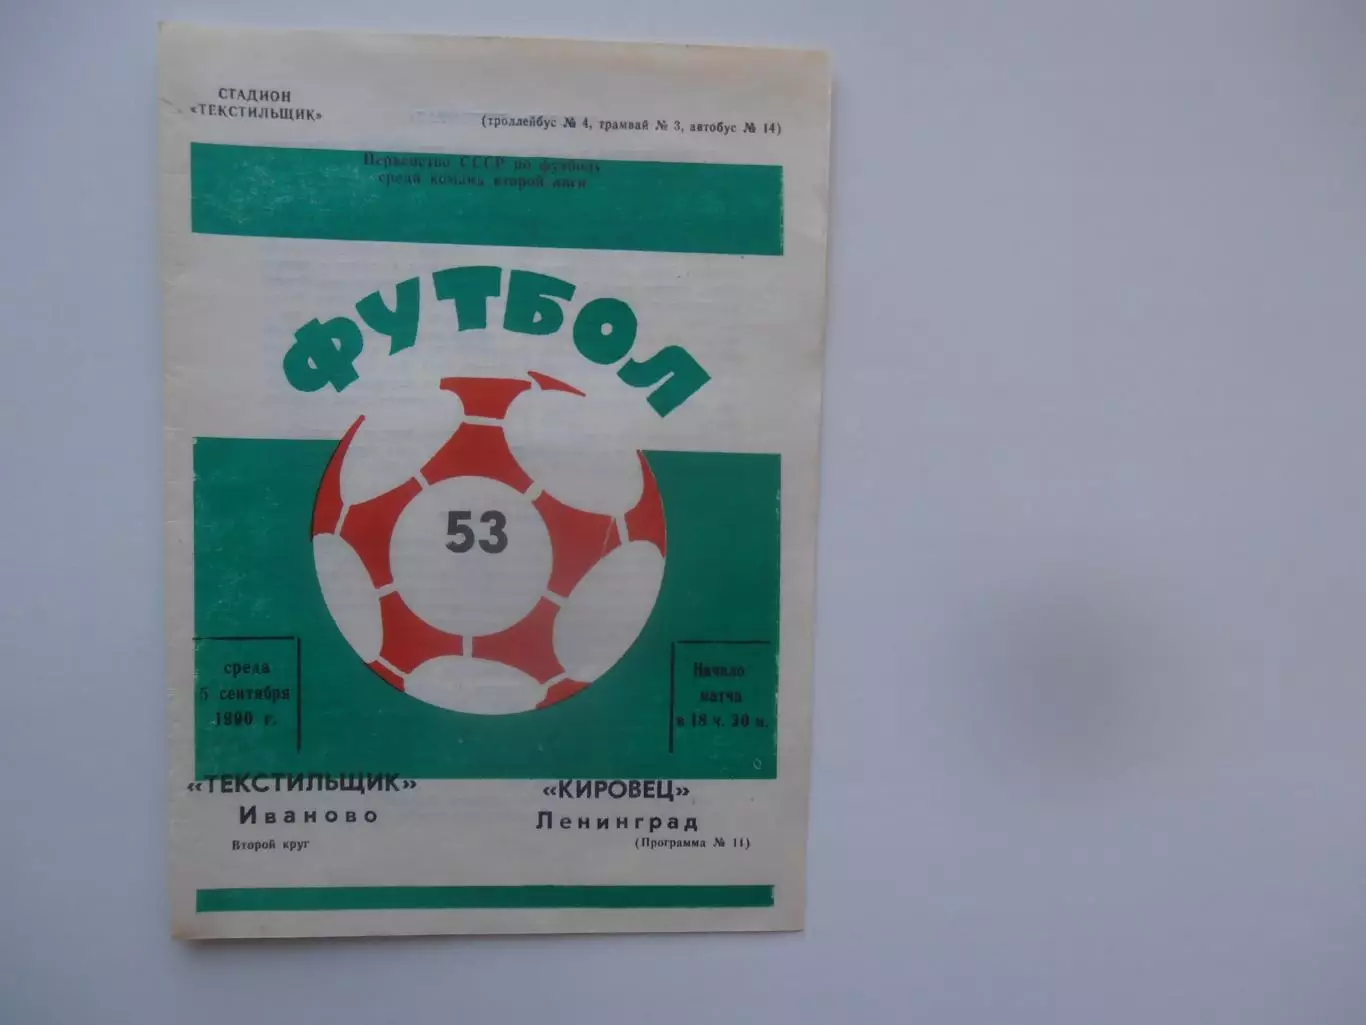 СТАДИОН
«ТЕКСТИЛЬЩИК»
(троллейбус № 4, трамвай № 3, автобус № 14)
Первенство СССР по футболу
среди команд второй лиги
ФУТБОЛ
53
среда
5 сентября
1990 г.
Начало
матча
в 18 ч. 30 м.
«ТЕКСТИЛЬЩИК»
Иваново
Второй круг
«КИРОВЕЦ»
Ленинград
(Программа № 11)